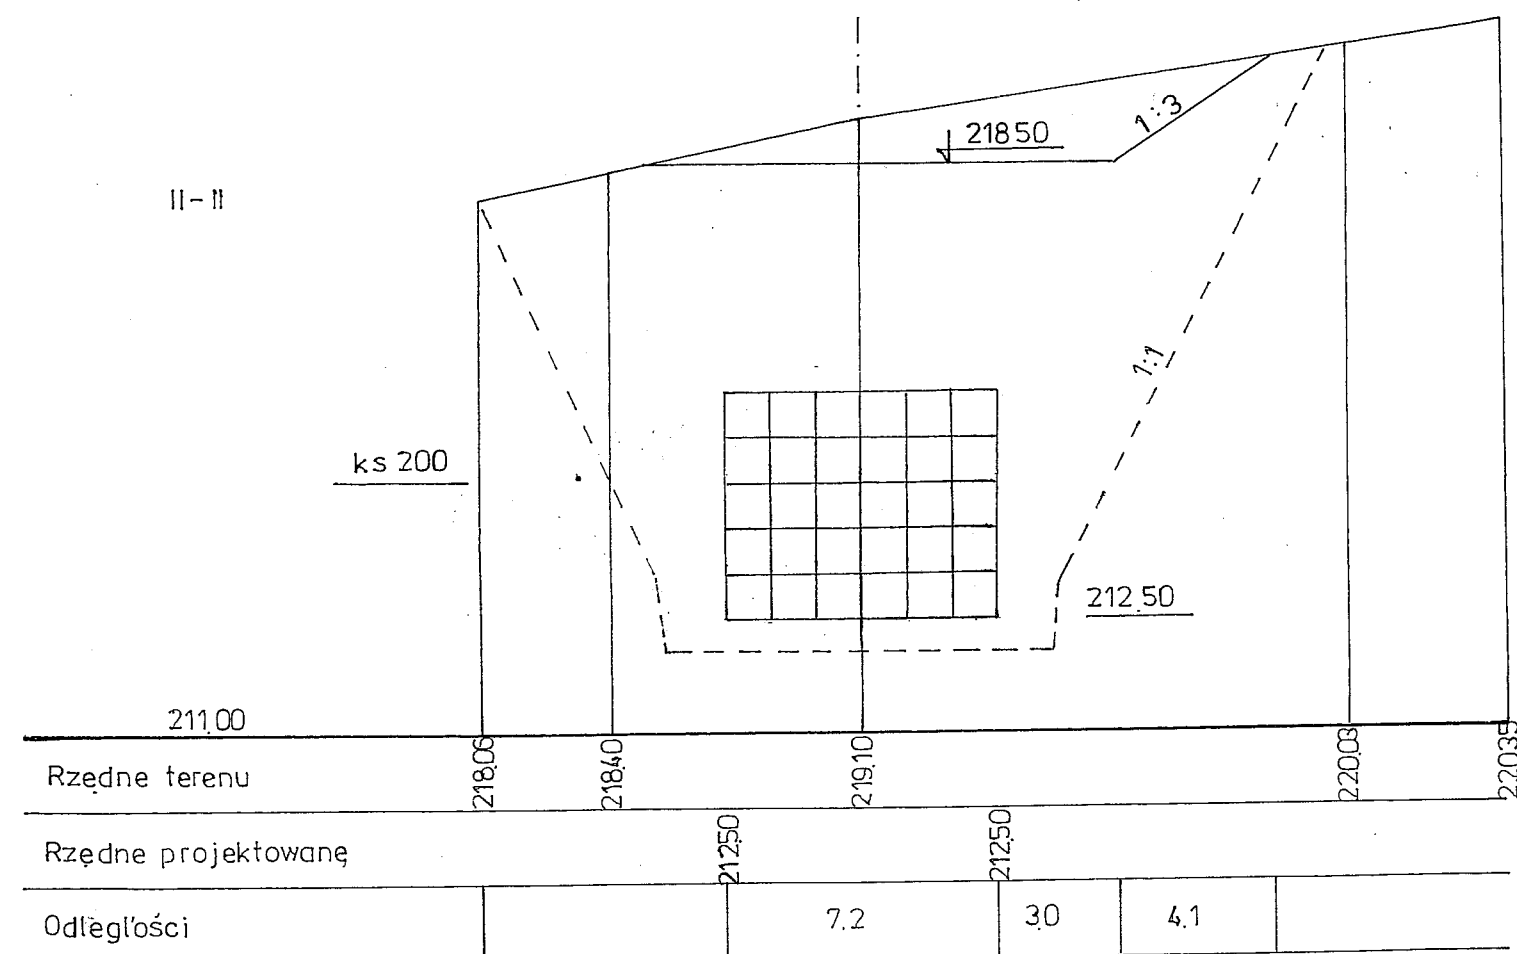 218 50
1:3
II-II
1:1
ks 200
212.50
211.00
Rzędne terenu 218.06 218.40 219.10 220.03 220.35
Rzędne projektowanę 212.50 212.50
Odległości 7.2 3.0 4.1